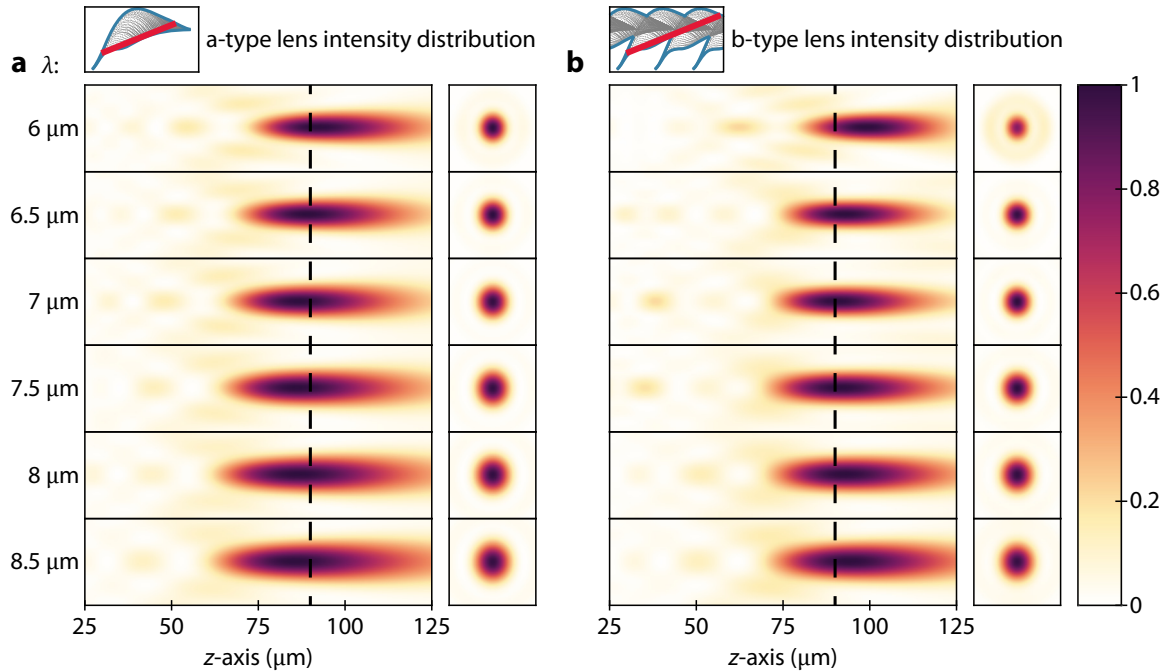 a-type lens intensity distribution
b-type lens intensity distribution
a λ:
b
6 μm
6.5 μm
7 μm
7.5 μm
8 μm
8.5 μm
25 50 75 100 125
z-axis (μm)
25 50 75 100 125
z-axis (μm)
1
0.8
0.6
0.4
0.2
0